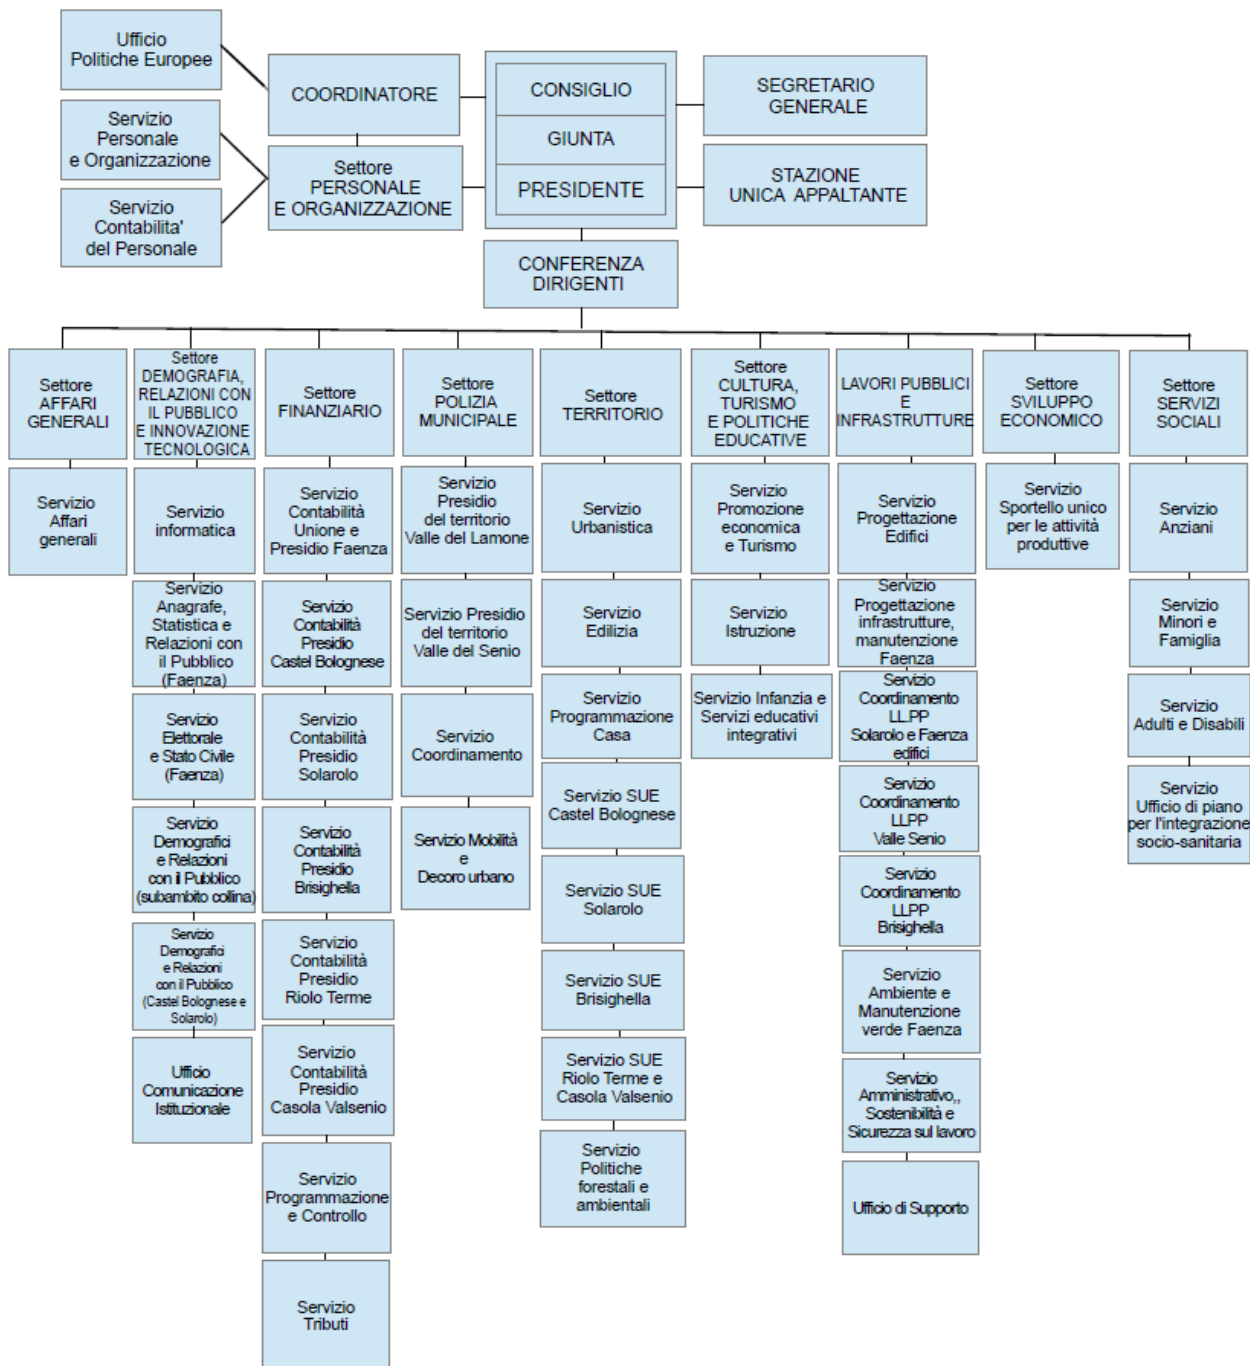 Ufficio
Politiche Europee
COORDINATORE
CONSIGLIO
GIUNTA
PRESIDENTE
SEGRETARIO
GENERALE
Servizio
Personale
e Organizzazione
Settore
PERSONALE
E ORGANIZZAZIONE
STAZIONE
UNICA APPALTANTE
Servizio
Contabilita'
del Personale
CONFERENZA
DIRIGENTI
Settore
AFFARI
GENERALI
Servizio
Affari
generali
Settore
DEMOGRAFIA,
RELAZIONI CON
IL PUBBLICO
E INNOVAZIONE
TECNOLOGICA
Servizio
informatica
Servizio
Anagrafe,
Statistica e
Relazioni con
il Pubblico
(Faenza)
Servizio
Elettorale
e Stato Civile
(Faenza)
Servizio
Demografici
e Relazioni
con il Pubblico
(subambito collina)
Servizio
Demografici
e Relazioni
con il Pubblico
(Castel Bolognese e
Solarolo)
Ufficio
Comunicazione
Istituzionale
Settore
FINANZIARIO
Servizio
Contabilità
Unione e
Presidio Faenza
Servizio
Contabilità
Presidio
Castel Bolognese
Servizio
Contabilità
Presidio
Solarolo
Servizio
Contabilità
Presidio
Brisighella
Servizio
Contabilità
Presidio
Riolo Terme
Servizio
Contabilità
Presidio
Casola Valsenio
Servizio
Programmazione
e Controllo
Servizio
Tributi
Settore
POLIZIA
MUNICIPALE
Servizio
Presidio
del territorio
Valle del Lamone
Servizio Presidio
del territorio
Valle del Senio
Servizio
Coordinamento
Servizio Mobilità
e
Decoro urbano
Settore
TERRITORIO
Servizio
Urbanistica
Servizio
Edilizia
Servizio
Programmazione
Casa
Servizio SUE
Castel Bolognese
Servizio SUE
Solarolo
Servizio SUE
Brisighella
Servizio SUE
Riolo Terme e
Casola Valsenio
Servizio
Politiche
forestali e
ambientali
Settore
CULTURA,
TURISMO
E POLITICHE
EDUCATIVE
Servizio
Promozione
economica
e Turismo
Servizio
Istruzione
Servizio Infanzia e
Servizi educativi
integrativi
LAVORI PUBBLICI
E
INFRASTRUTTURE
Servizio
Progettazione
Edifici
Servizio
Progettazione
infrastrutture,
manutenzione
Faenza
Servizio
Coordinamento
LL.PP
Solarolo e Faenza
edifici
Servizio
Coordinamento
LLPP
Valle Senio
Servizio
Coordinamento
LLPP
Brisighella
Servizio
Ambiente e
Manutenzione
verde Faenza
Servizio
Amministrativo,,
Sostenibilità e
Sicurezza sul lavoro
Ufficio di Supporto
Settore
SVILUPPO
ECONOMICO
Servizio
Sportello unico
per le attività
produttive
Settore
SERVIZI
SOCIALI
Servizio
Anziani
Servizio
Minori e
Famiglia
Servizio
Adulti e Disabili
Servizio
Ufficio di piano
per l'integrazione
socio-sanitaria